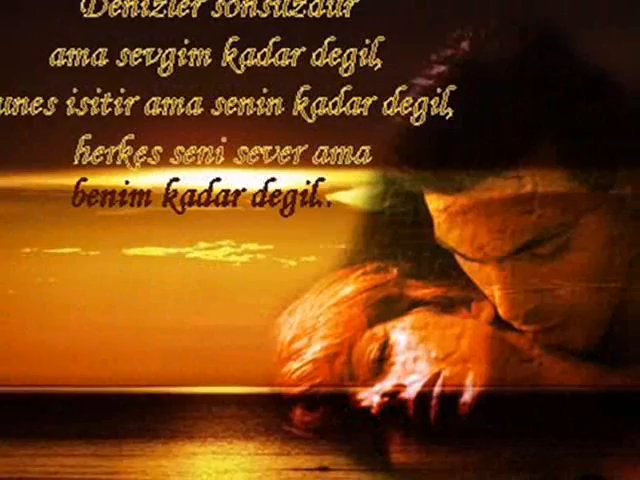 Denizler sonsuzdur
ama sevgim kadar degil,
unes isitir ama senin kadar degil,
herkes seni sever ama
benim kadar degil..